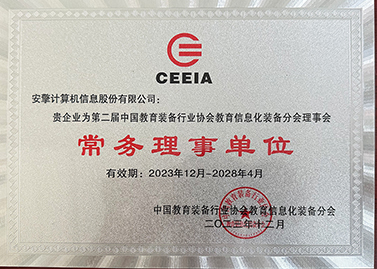 CEEIA
安擎计算机信息股份有限公司：
贵企业为第二届中国教育装备行业协会教育信息化装备分会理事会
常务理事单位
有效期：2023年12月-2028年4月
中国教育装备行业协会教育信息化装备分会
二〇二三年十二月